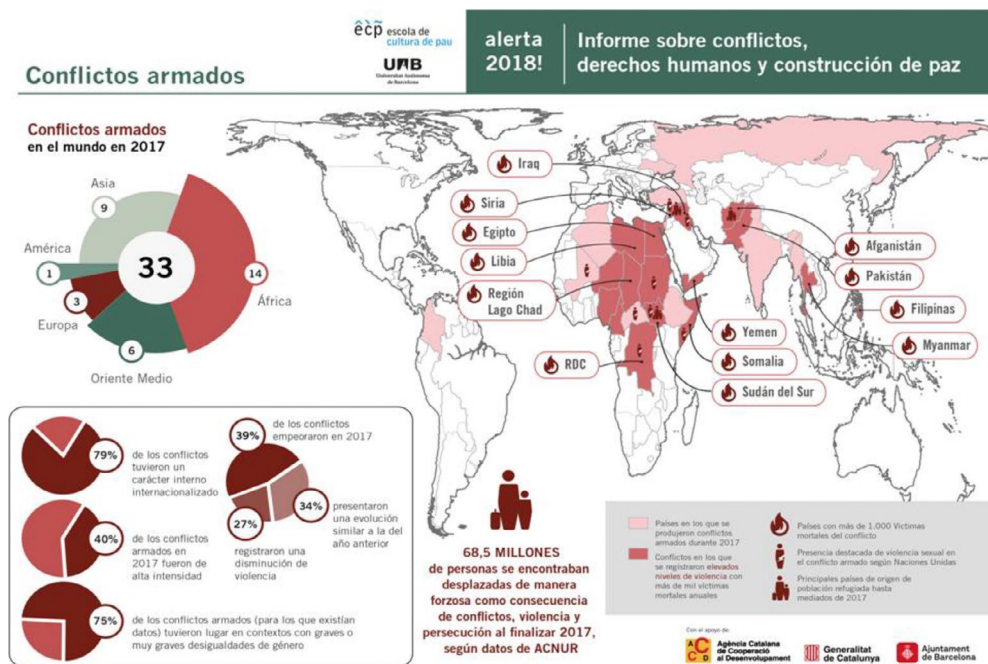 êcp escola de
cultura de pau
UAB
Universitat Autònoma
de Barcelona
alerta
2018!
Informe sobre conflictos,
derechos humanos y construcción de paz
Conflictos armados
Conflictos armados
en el mundo en 2017
Asia
9
América
1
3
Europa
6
Oriente Medio
33
14
África
Iraq
Siria
Egipto
Libia
Región
Lago Chad
RDC
Afganistán
Pakistán
Filipinas
Myanmar
Yemen
Somalia
Sudán del Sur
79%
de los conflictos
tuvieron un
carácter interno
internacionalizado
40%
de los conflictos
armados en
2017 fueron de
alta intensidad
75%
de los conflictos armados (para los que existían
datos) tuvieron lugar en contextos con graves o
muy graves desigualdades de género
39%
de los conflictos
empeoraron en 2017
34%
presentaron
una evolución
similar a la del
año anterior
27%
registraron una
disminución de
violencia
68,5 MILLONES
de personas se encontraban
desplazadas de manera
forzosa como consecuencia
de conflictos, violencia y
persecución al finalizar 2017,
según datos de ACNUR
Países en los que se
produjeron conflictos
armados durante 2017
Conflictos en los que
se registraron elevados
niveles de violencia con
más de mil víctimas
mortales anuales
Países con más de 1.000 Víctimas
mortales del conflicto
Presencia destacada de violencia sexual en
el conflicto armado según Naciones Unidas
Principales países de origen de
población refugiada hasta
mediados de 2017
Con el apoyo de:
ACCD
Agència Catalana
de Cooperació
al Desenvolupament
Generalitat
de Catalunya
Ajuntament
de Barcelona